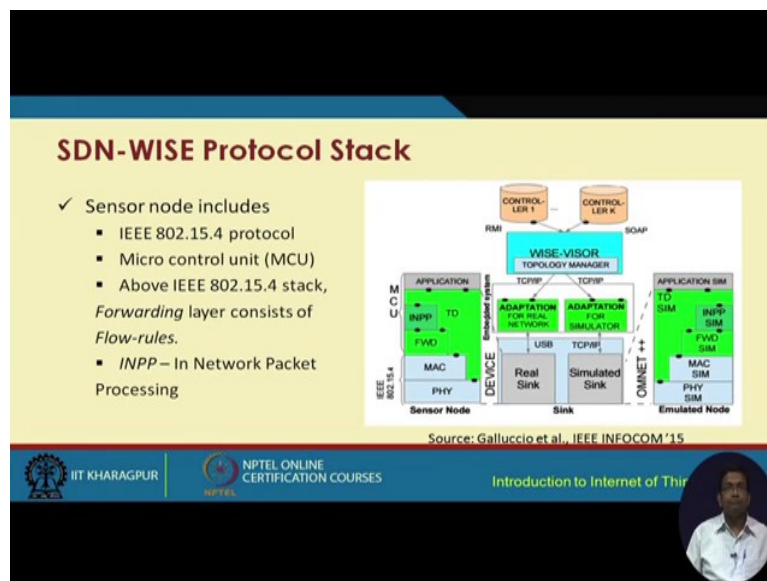 SDN-WISE Protocol Stack
✓ Sensor node includes
▪ IEEE 802.15.4 protocol
▪ Micro control unit (MCU)
▪ Above IEEE 802.15.4 stack,
Forwarding layer consists of
Flow-rules.
▪ INPP – In Network Packet
Processing
CONTROL-
LER 1
...
CONTROL-
LER K
RMI
SOAP
WISE-VISOR
TOPOLOGY MANAGER
TCP/IP
TCP/IP
APPLICATION
MCU
INPP
TD
FWD
MAC
PHY
IEEE
802.15.4
Sensor Node
Embedded system
DEVICE
ADAPTATION
FOR REAL
NETWORK
ADAPTATION
FOR
SIMULATOR
USB
TCP/IP
Real
Sink
Simulated
Sink
Sink
OMNET ++
APPLICATION SIM
TD
SIM
INPP
SIM
FWD
SIM
MAC
SIM
PHY
SIM
Emulated Node
Source: Galluccio et al., IEEE INFOCOM '15
IIT KHARAGPUR
NPTEL
NPTEL ONLINE
CERTIFICATION COURSES
Introduction to Internet of Thi